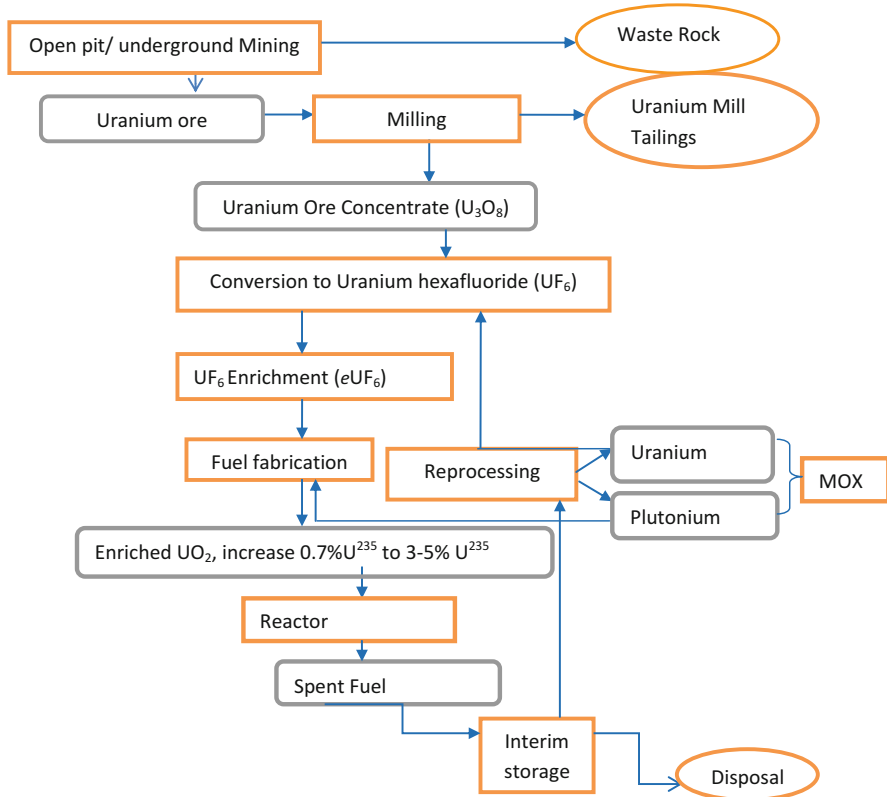 Open pit/ underground Mining
Waste Rock
Uranium ore
Milling
Uranium Mill
Tailings
Uranium Ore Concentrate (U₃O₈)
Conversion to Uranium hexafluoride (UF₆)
UF₆ Enrichment (eUF₆)
Fuel fabrication
Reprocessing
Uranium
MOX
Plutonium
Enriched UO₂, increase 0.7%U²³⁵ to 3-5% U²³⁵
Reactor
Spent Fuel
Interim
storage
Disposal